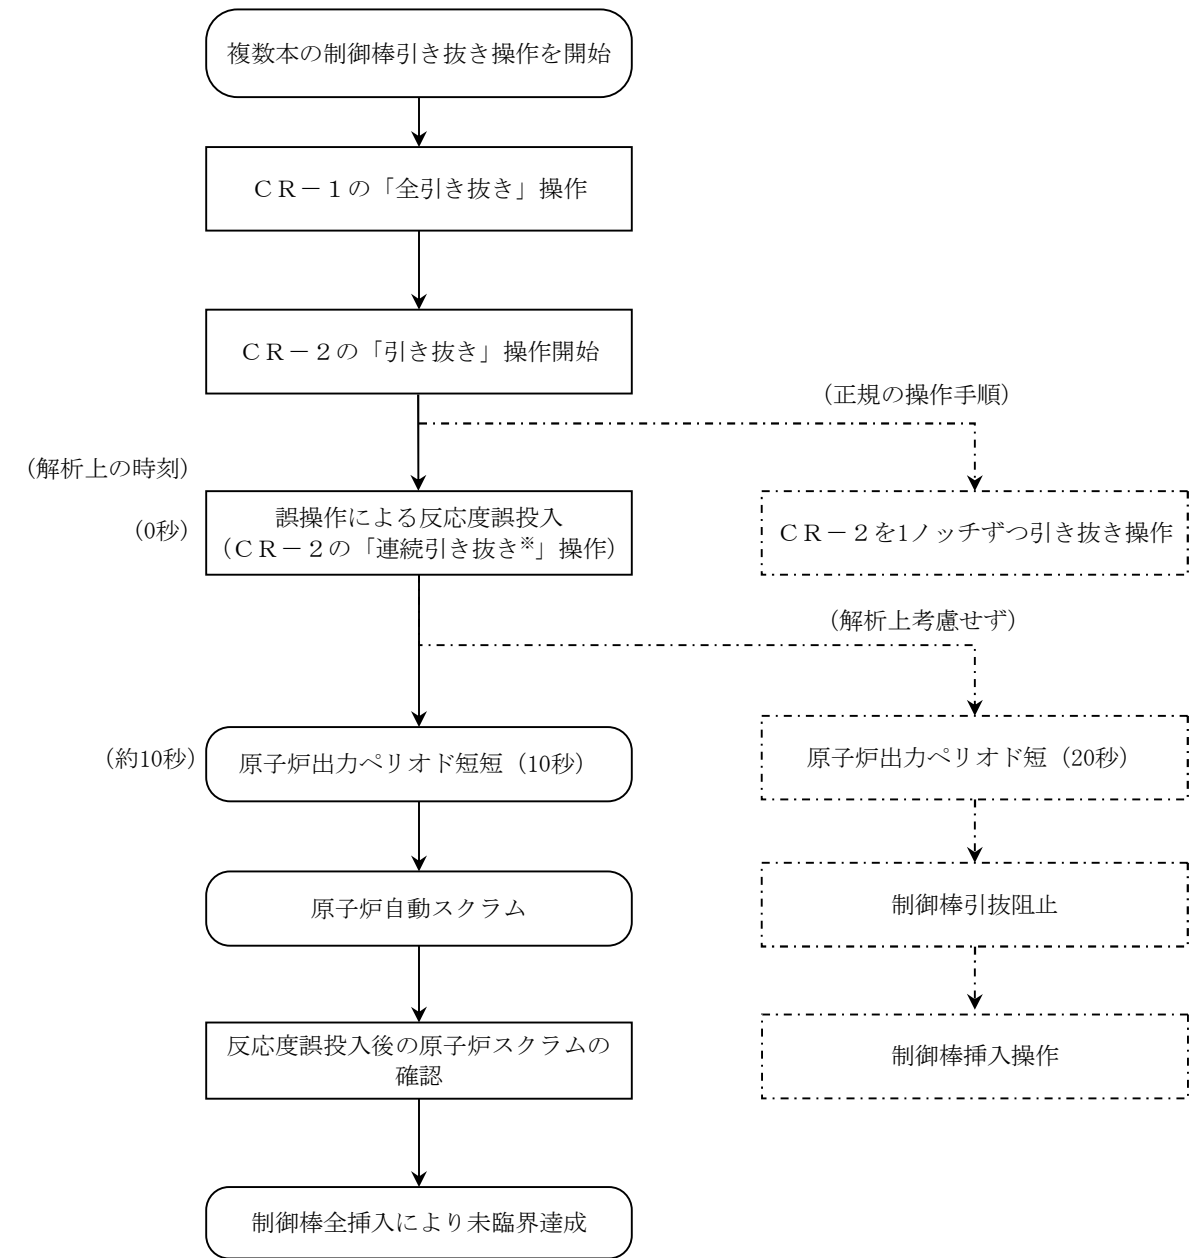 複数本の制御棒引き抜き操作を開始
ＣＲ－１の「全引き抜き」操作
ＣＲ－２の「引き抜き」操作開始
（正規の操作手順）
（解析上の時刻）
（0秒）
誤操作による反応度誤投入
（ＣＲ－２の「連続引き抜き※」操作）
ＣＲ－２を1ノッチずつ引き抜き操作
（解析上考慮せず）
（約10秒）
原子炉出力ペリオド短短（10秒）
原子炉出力ペリオド短（20秒）
原子炉自動スクラム
制御棒引抜阻止
反応度誤投入後の原子炉スクラムの
確認
制御棒挿入操作
制御棒全挿入により未臨界達成